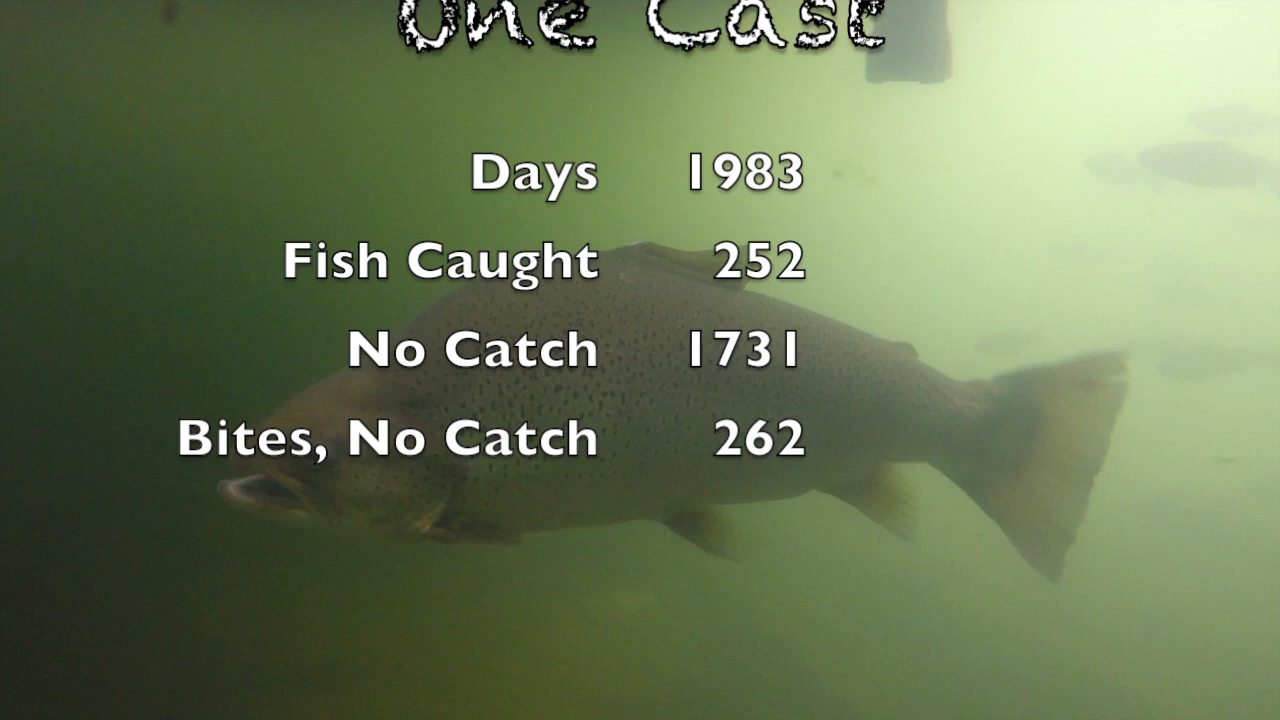 One Cast
Days 1983
Fish Caught 252
No Catch 1731
Bites, No Catch 262